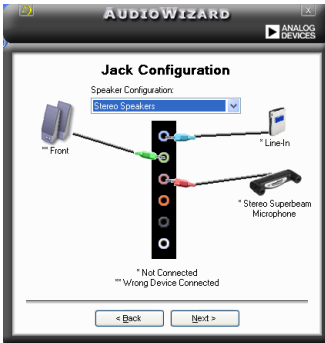 AUDIOWIZARD
ANALOG
DEVICES
Jack Configuration
Speaker Configuration:
Stereo Speakers
** Front
* Line-In
* Stereo Superbeam
Microphone
* Not Connected
** Wrong Device Connected
< Back
Next >